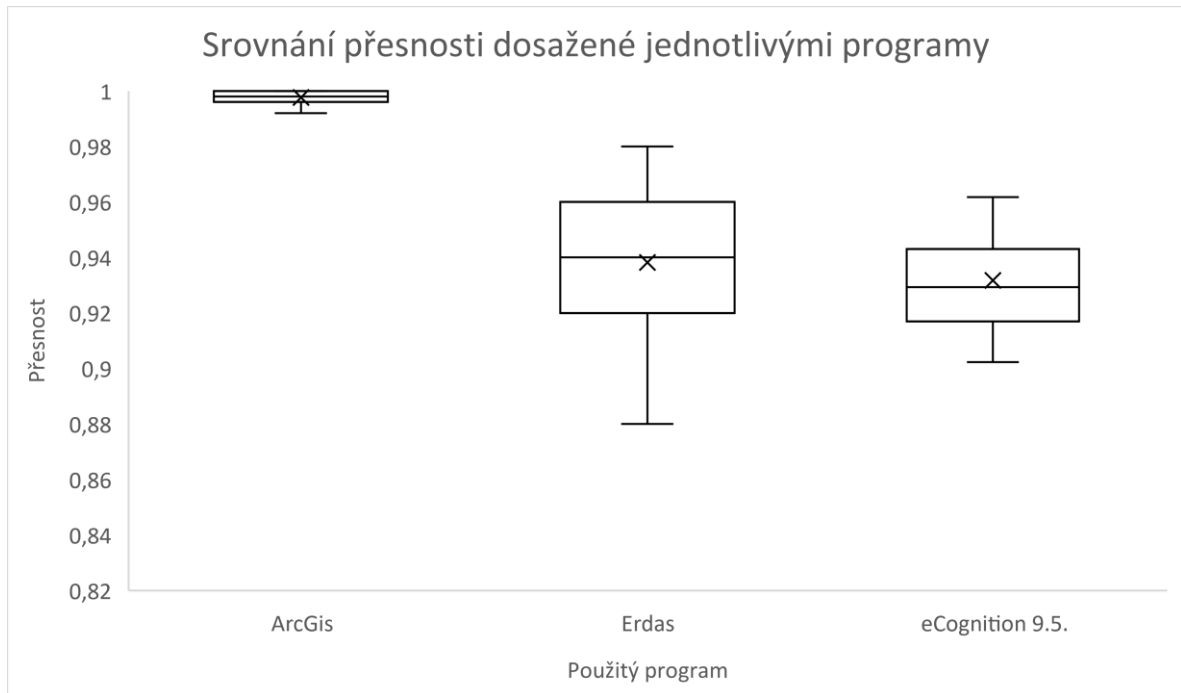 Srovnání přesnosti dosažené jednotlivými programy
1
0,98
0,96
0,94
0,92
0,9
0,88
0,86
0,84
0,82
Přesnost
ArcGis Erdas eCognition 9.5.
Použitý program